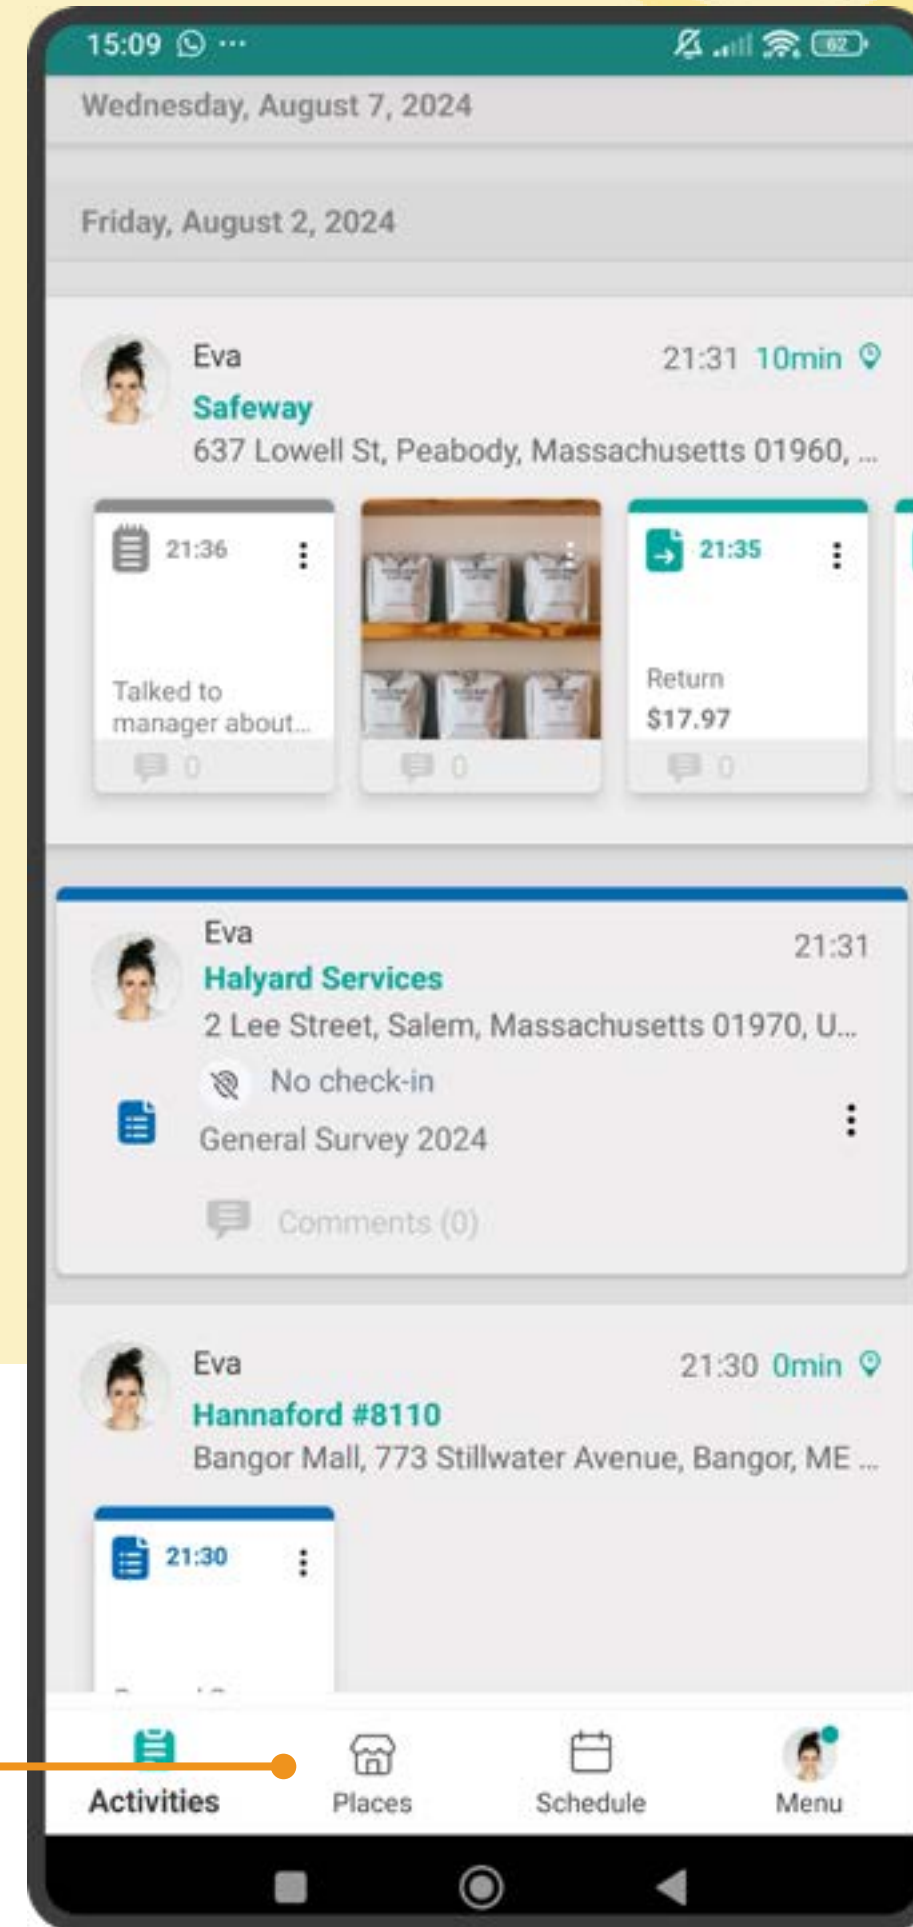 15:09
62
Wednesday, August 7, 2024
Friday, August 2, 2024
Eva
21:31 10min
Safeway
637 Lowell St, Peabody, Massachusetts 01960, ...
21:36
21:35
Talked to
manager about...
Return
$17.97
0
0
0
Eva
21:31
Halyard Services
2 Lee Street, Salem, Massachusetts 01970, U...
No check-in
General Survey 2024
Comments (0)
Eva
21:30 0min
Hannaford #8110
Bangor Mall, 773 Stillwater Avenue, Bangor, ME ...
21:30
Activities
Places
Schedule
Menu